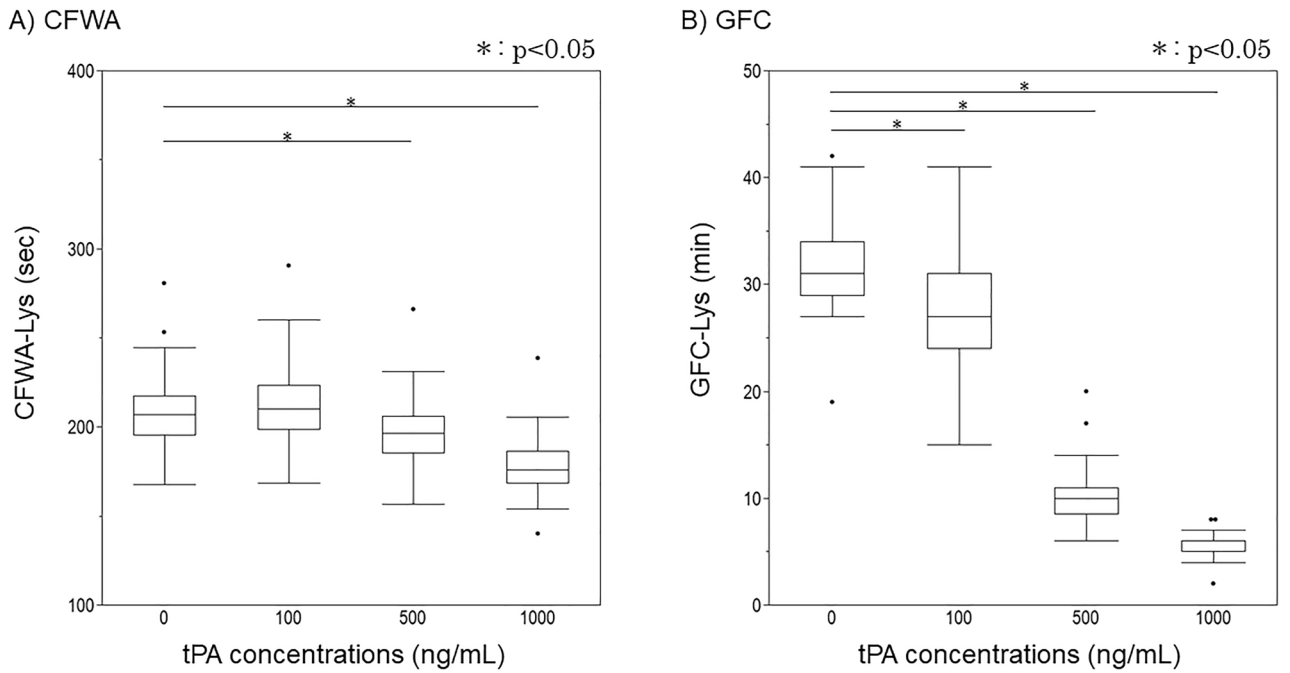 A) CFWA
*: p<0.05
400
300
200
100
CFWA-Lys (sec)
*
*
0 100 500 1000
tPA concentrations (ng/mL)
B) GFC
*: p<0.05
50
40
30
20
10
0
GFC-Lys (min)
*
*
*
0 100 500 1000
tPA concentrations (ng/mL)